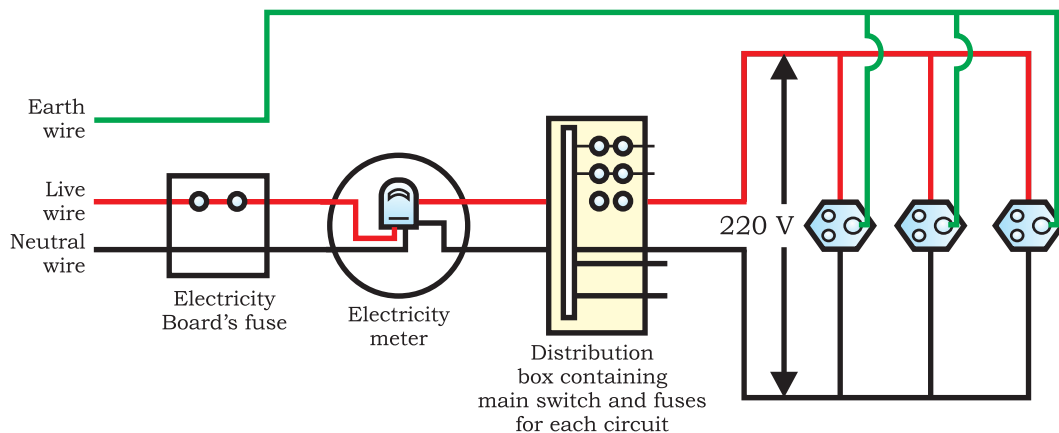 Earth
wire
Live
wire
Neutral
wire
Electricity
Board's fuse
Electricity
meter
Distribution
box containing
main switch and fuses
for each circuit
220 V